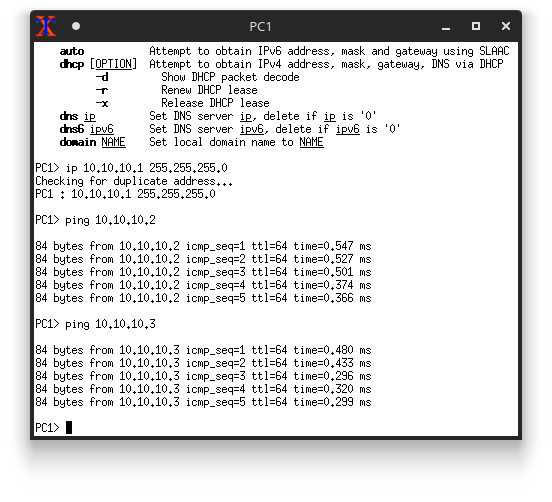 PC1
auto Attempt to obtain IPv6 address, mask and gateway using SLAAC
dhcp [OPTION] Attempt to obtain IPv4 address, mask, gateway, DNS via DHCP
-d Show DHCP packet decode
-r Renew DHCP lease
-x Release DHCP lease
dns ip Set DNS server ip, delete if ip is '0'
dns6 ipv6 Set DNS server ipv6, delete if ipv6 is '0'
domain NAME Set local domain name to NAME
PC1> ip 10.10.10.1 255.255.255.0
Checking for duplicate address...
PC1 : 10.10.10.1 255.255.255.0
PC1> ping 10.10.10.2
84 bytes from 10.10.10.2 icmp_seq=1 ttl=64 time=0.547 ms
84 bytes from 10.10.10.2 icmp_seq=2 ttl=64 time=0.527 ms
84 bytes from 10.10.10.2 icmp_seq=3 ttl=64 time=0.501 ms
84 bytes from 10.10.10.2 icmp_seq=4 ttl=64 time=0.374 ms
84 bytes from 10.10.10.2 icmp_seq=5 ttl=64 time=0.366 ms
PC1> ping 10.10.10.3
84 bytes from 10.10.10.3 icmp_seq=1 ttl=64 time=0.480 ms
84 bytes from 10.10.10.3 icmp_seq=2 ttl=64 time=0.433 ms
84 bytes from 10.10.10.3 icmp_seq=3 ttl=64 time=0.296 ms
84 bytes from 10.10.10.3 icmp_seq=4 ttl=64 time=0.320 ms
84 bytes from 10.10.10.3 icmp_seq=5 ttl=64 time=0.299 ms
PC1>